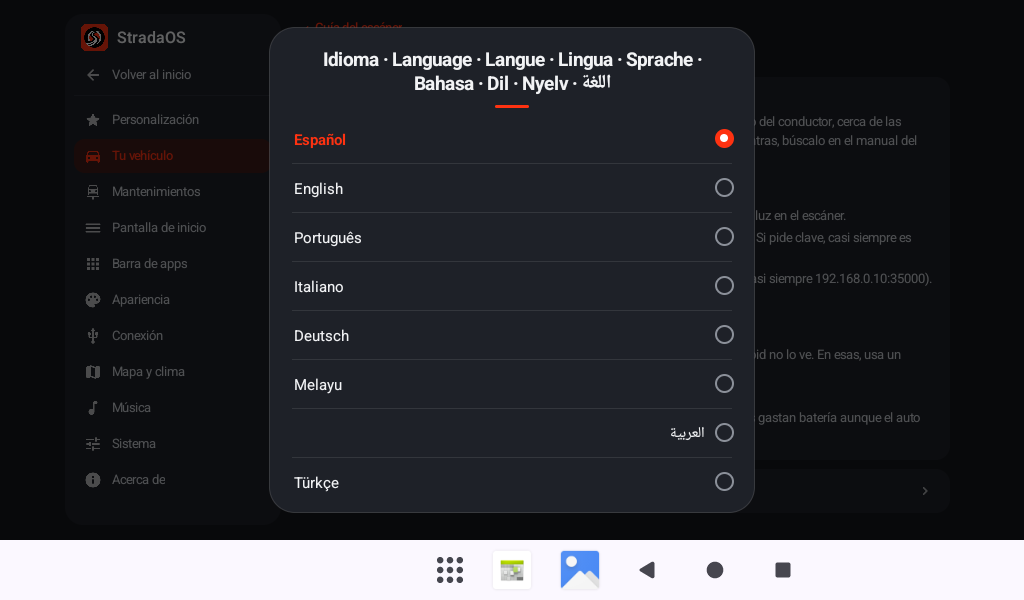 StradaOS
Volver al inicio
Personalización
Tu vehículo
Mantenimientos
Pantalla de inicio
Barra de apps
Apariencia
Conexión
Mapa y clima
Música
Sistema
Acerca de
Guía del escáner
Idioma · Language · Langue · Lingua · Sprache ·
Bahasa · Dil · Nyelv · اللغة
Español
English
Português
Italiano
Deutsch
Melayu
العربية
Türkçe
del conductor, cerca de las
búscalo en el manual del
luz en el escáner.
Si pide clave, casi siempre es
siempre 192.168.0.10:35000).
no lo ve. En esas, usa un
gastan batería aunque el auto